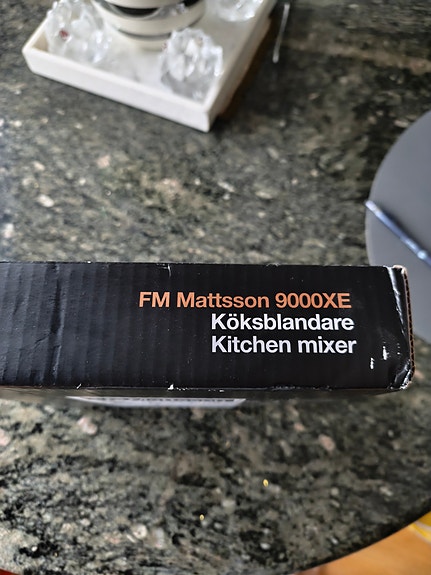 FM Mattsson 9000XE
Köksblandare
Kitchen mixer